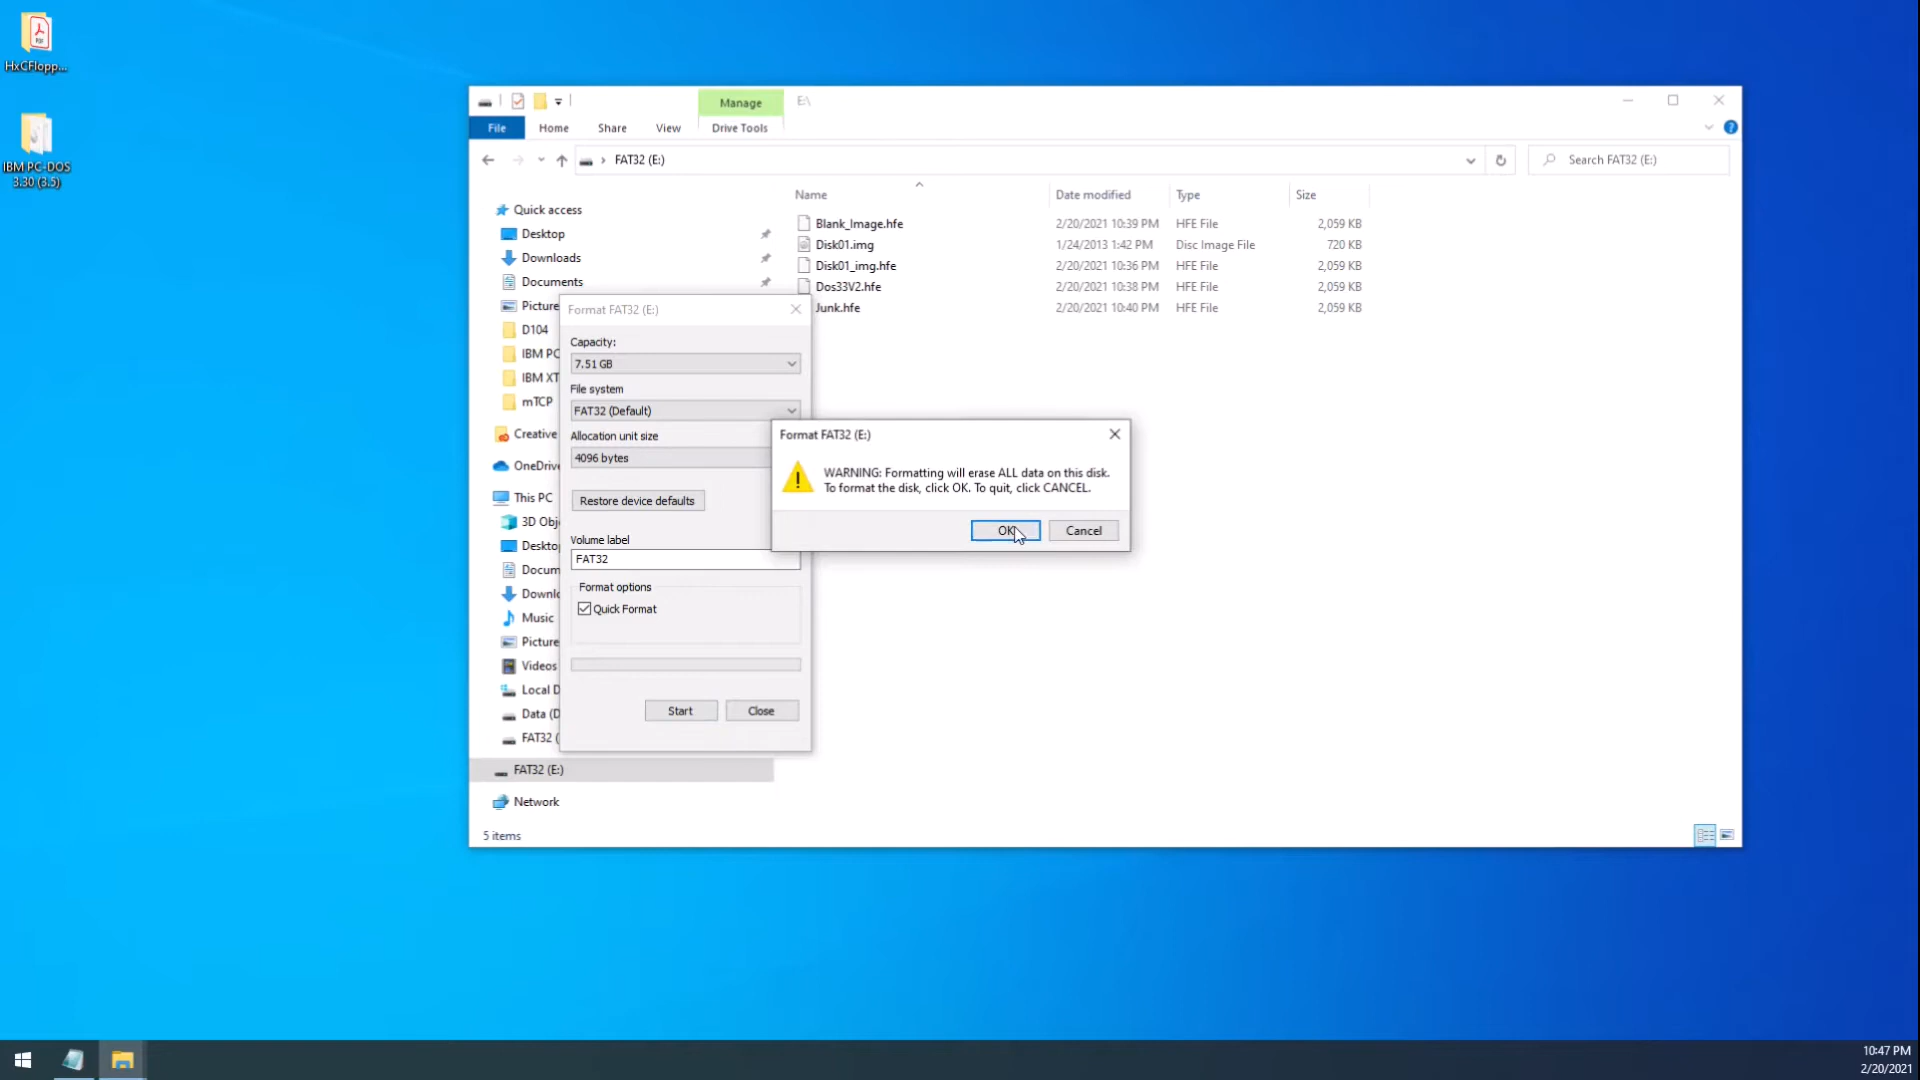 HxCFlopp...
IBM PC-DOS
3.30 (3.5)
Manage
E:\
File
Home
Share
View
Drive Tools
FAT32 (E:)
Search FAT32 (E:)
Name
Date modified
Type
Size
Quick access
Desktop
Downloads
Documents
Picture
D104
IBM PC
IBM XT
mTCP
Creative
OneDrive
This PC
3D Obj
Deskto
Docum
Downlo
Music
Picture
Videos
Local D
Data (D
FAT32 (
FAT32 (E:)
Network
Blank_Image.hfe 2/20/2021 10:39 PM HFE File 2,059 KB
Disk01.img 1/24/2013 1:42 PM Disc Image File 720 KB
Disk01_img.hfe 2/20/2021 10:36 PM HFE File 2,059 KB
Dos33V2.hfe 2/20/2021 10:38 PM HFE File 2,059 KB
Junk.hfe 2/20/2021 10:40 PM HFE File 2,059 KB
Format FAT32 (E:)
Capacity:
7.51 GB
File system
FAT32 (Default)
Allocation unit size
4096 bytes
Restore device defaults
Volume label
FAT32
Format options
Quick Format
Start
Close
Format FAT32 (E:)
WARNING: Formatting will erase ALL data on this disk.
To format the disk, click OK. To quit, click CANCEL.
OK
Cancel
5 items
10:47 PM
2/20/2021